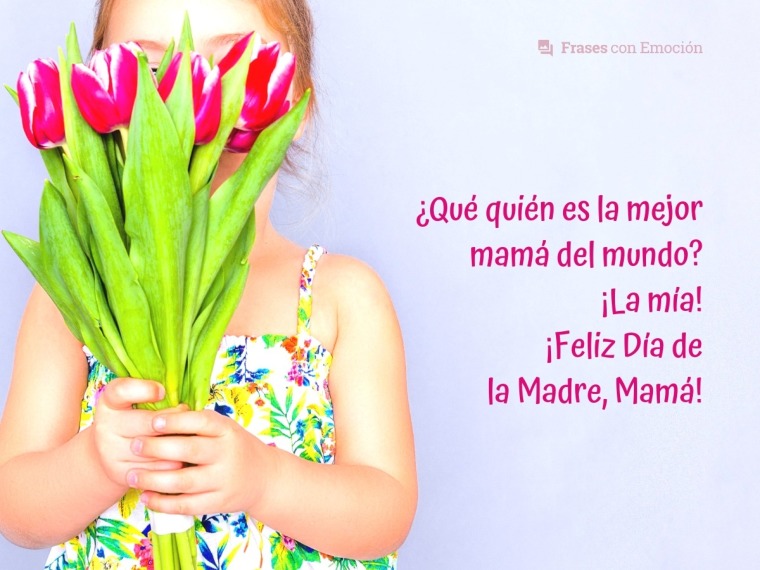 Frases con Emoción
¿Qué quién es la mejor
mamá del mundo?
¡La mía!
¡Feliz Día de
la Madre, Mamá!